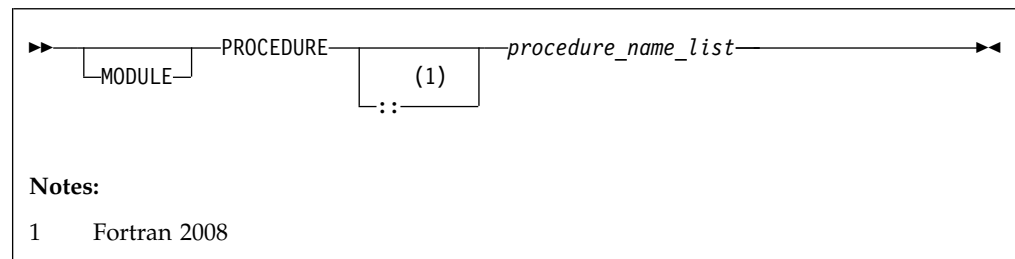 PROCEDURE procedure_name_list
MODULE (1)
::
Notes:
1 Fortran 2008